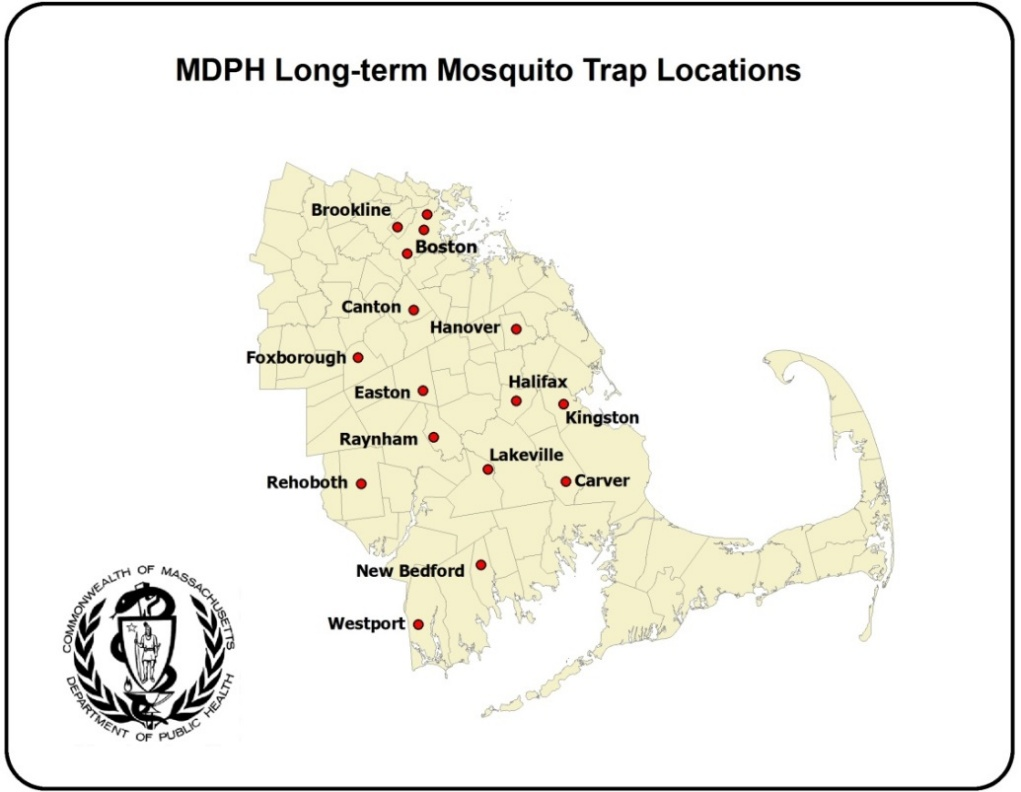 MDPH Long-term Mosquito Trap Locations
Brookline
Boston
Canton
Hanover
Foxborough
Halifax
Easton
Kingston
Raynham
Lakeville
Rehoboth
Carver
New Bedford
Westport
COMMONWEALTH OF MASSACHUSETTS
DEPARTMENT OF PUBLIC HEALTH